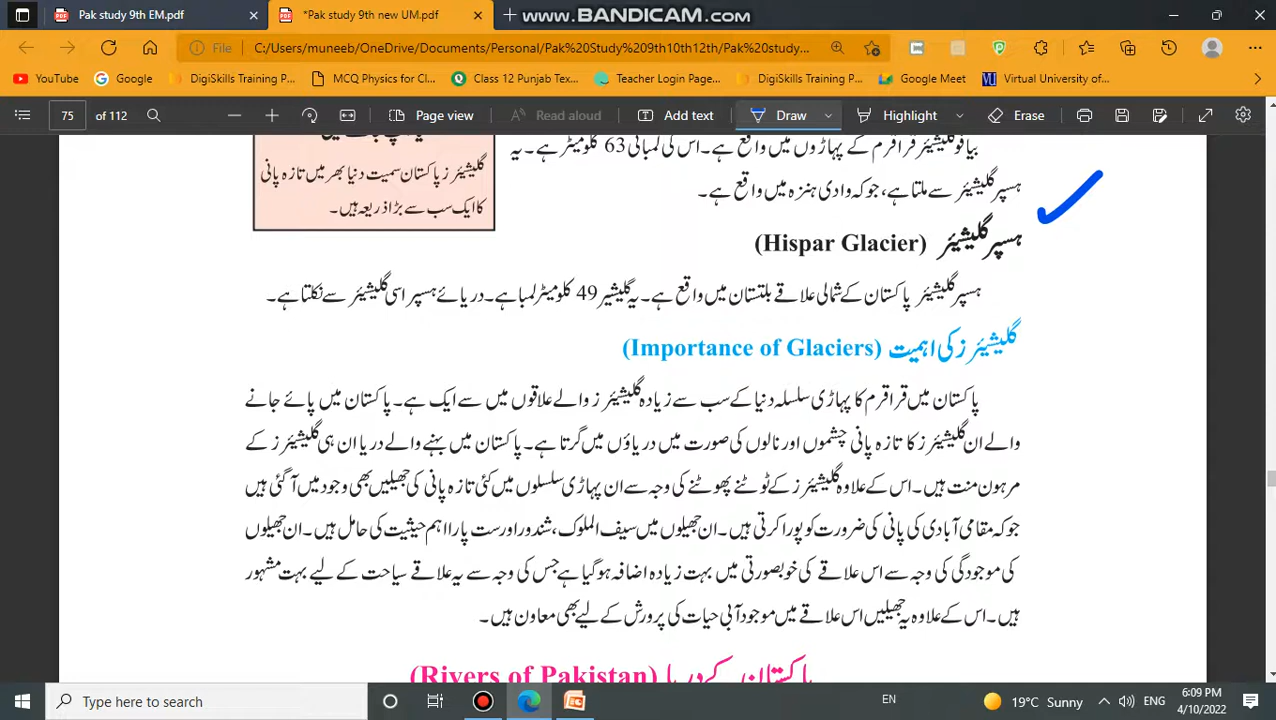 Pak study 9th EM.pdf
*Pak study 9th new UM.pdf
www.BANDICAM.com
File
C:/Users/muneeb/OneDrive/Documents/Personal/Pak%20Study%209th10th12th/Pak%20study...
YouTube
Google
DigiSkills Training P...
MCQ Physics for Cl...
Class 12 Punjab Tex...
Teacher Login Page...
DigiSkills Training P...
Google Meet
Virtual University of...
75 of 112
Page view
Read aloud
Add text
Draw
Highlight
Erase
گلیشیئرز پاکستان سمیت دنیا بھر میں تازہ پانی
کا ایک سب سے بڑا ذریعہ ہیں۔
بیافو گلیشیئر قراقرم کے پہاڑوں میں واقع ہے۔ اس کی لمبائی 63 کلومیٹر ہے۔ یہ
ہسپر گلیشیئر سے ملتا ہے، جو کہ وادی ہنزہ میں واقع ہے۔
ہسپر گلیشیئر (Hispar Glacier)
ہسپر گلیشیئر پاکستان کے شمالی علاقے بلتستان میں واقع ہے۔ یہ گلیشیر 49 کلومیٹر لمبا ہے۔ دریائے ہسپر اسی گلیشیئر سے نکلتا ہے۔
گلیشیئرز کی اہمیت (Importance of Glaciers)
پاکستان میں قراقرم کا پہاڑی سلسلہ دنیا کے سب سے زیادہ گلیشیئرز والے علاقوں میں سے ایک ہے۔ پاکستان میں پائے جانے
والے ان گلیشیئرز کا تازہ پانی چشموں اور نالوں کی صورت میں دریاؤں میں گرتا ہے۔ پاکستان میں بہنے والے دریا ان ہی گلیشیئرز کے
مرہون منت ہیں۔ اس کے علاوہ گلیشیئرز کے ٹوٹنے پھوٹنے کی وجہ سے ان پہاڑی سلسلوں میں کئی تازہ پانی کی جھیلیں بھی وجود میں آ گئی ہیں
جو کہ مقامی آبادی کی پانی کی ضرورت کو پورا کرتی ہیں۔ ان جھیلوں میں سیف الملوک، شندور اور ست پارا اہم حیثیت کی حامل ہیں۔ ان جھیلوں
کی موجودگی کی وجہ سے اس علاقے کی خوبصورتی میں بہت زیادہ اضافہ ہو گیا ہے جس کی وجہ سے یہ علاقے سیاحت کے لیے بہت مشہور
ہیں۔ اس کے علاوہ یہ جھیلیں اس علاقے میں موجود آبی حیات کی پرورش کے لیے بھی معاون ہیں۔
پاکستان کے دریا (Rivers of Pakistan)
Type here to search
EN
19°C Sunny
ENG
6:09 PM
4/10/2022